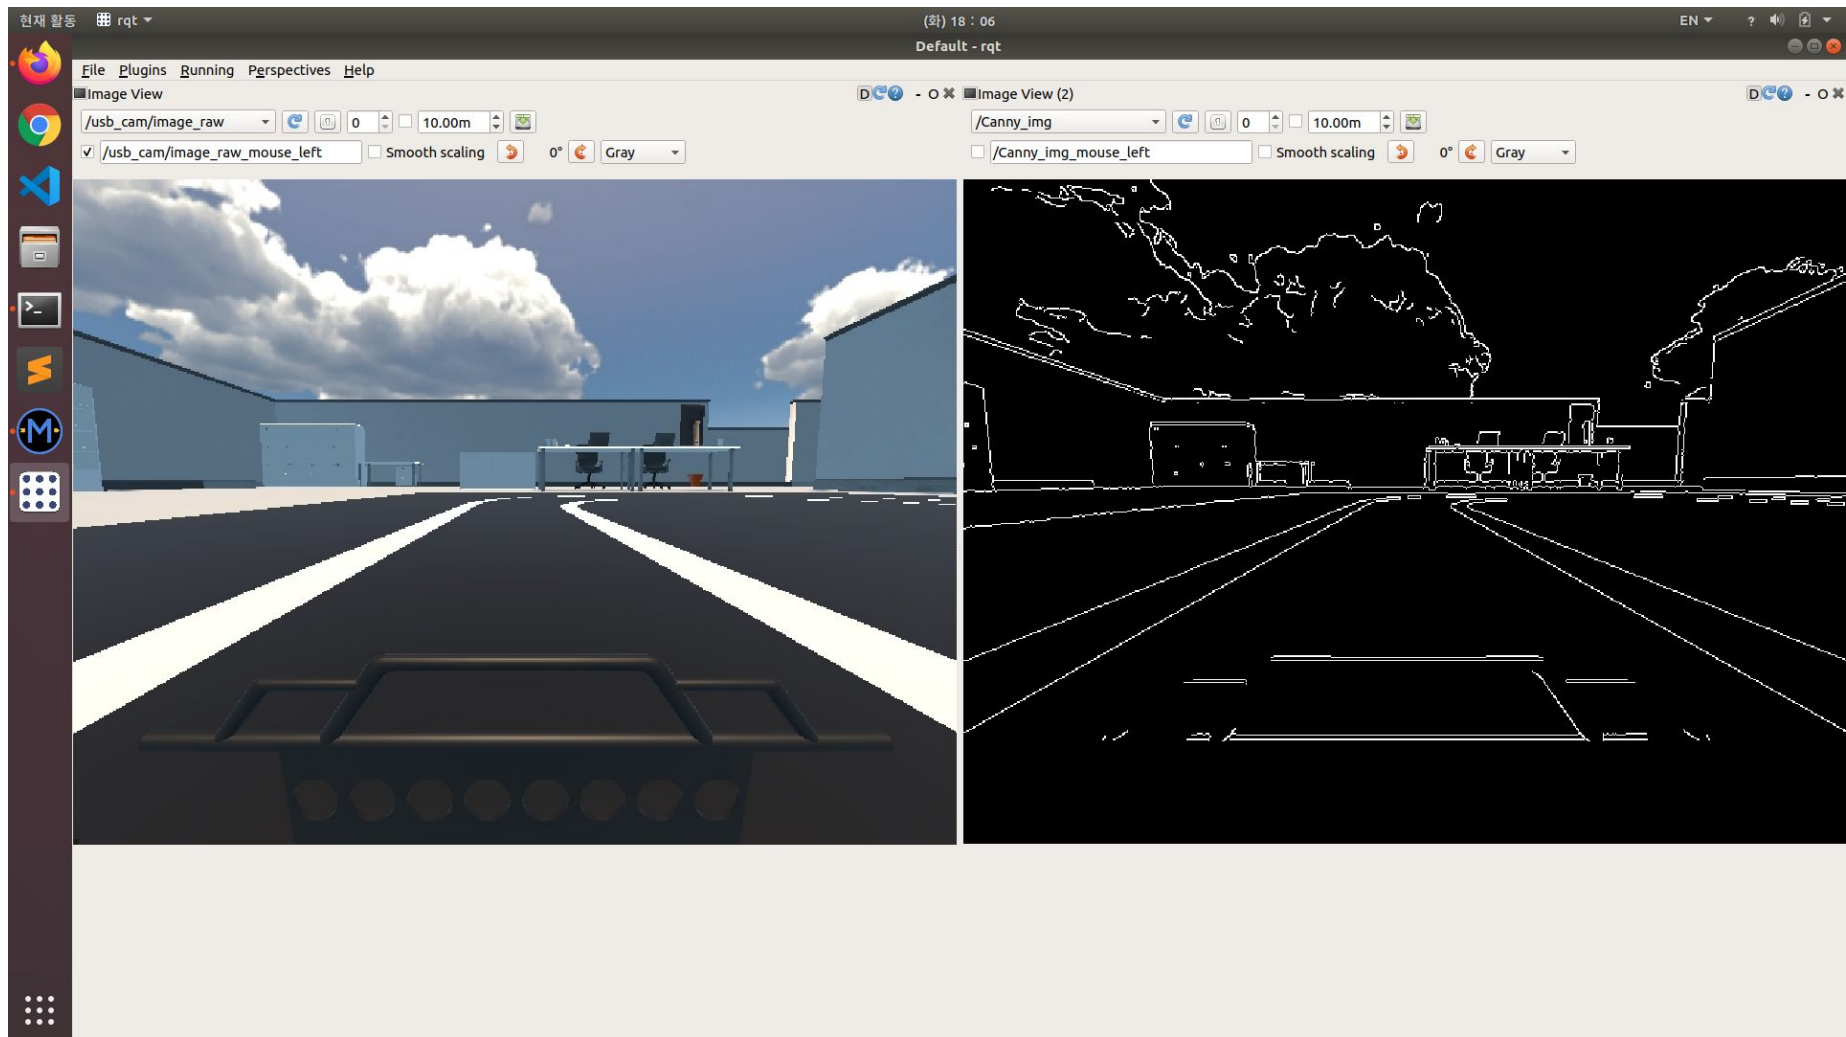 현재 활동 rqt (화) 18 : 06 EN ?
Default - rqt
File Plugins Running Perspectives Help
Image View D - O
/usb_cam/image_raw 0 10.00m
/usb_cam/image_raw_mouse_left Smooth scaling 0° Gray
Image View (2) D - O
/Canny_img 0 10.00m
/Canny_img_mouse_left Smooth scaling 0° Gray